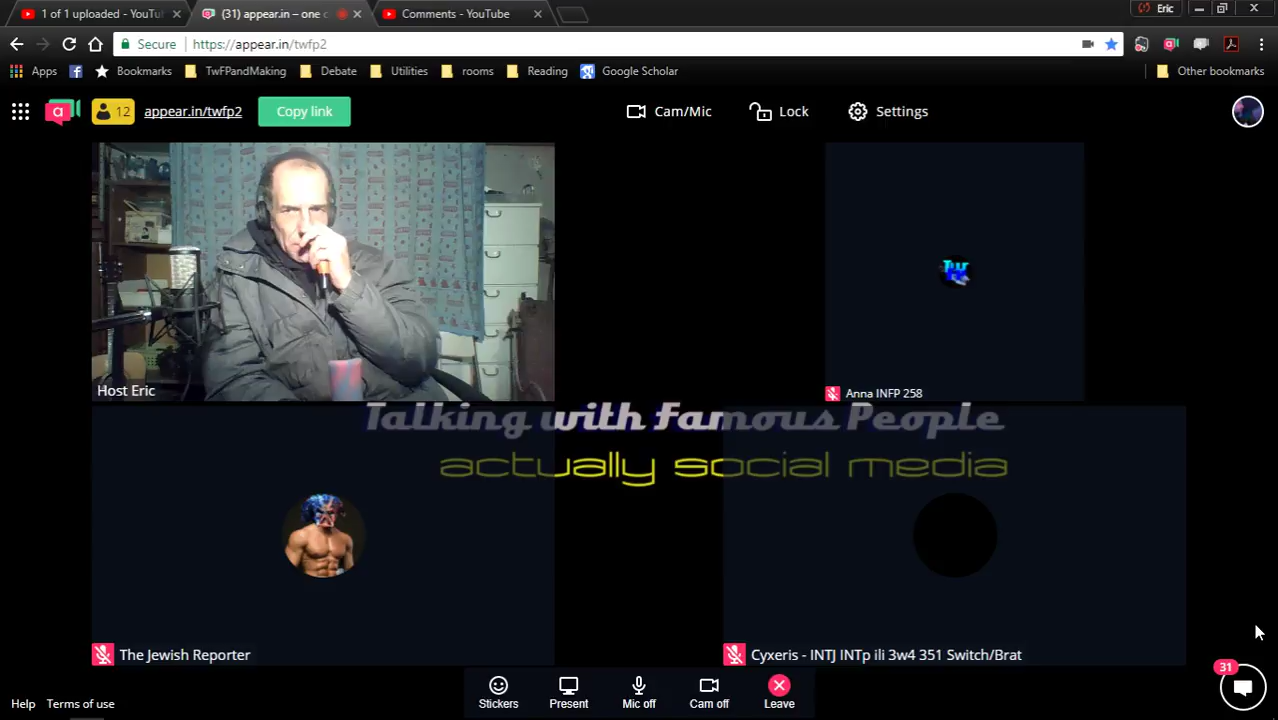 1 of 1 uploaded - YouTu
(31) appear.in – one c
Comments - YouTube
Eric
Secure
https://appear.in/twfp2
Apps
Bookmarks
TwFPandMaking
Debate
Utilities
rooms
Reading
Google Scholar
Other bookmarks
12
appear.in/twfp2
Copy link
Cam/Mic
Lock
Settings
Host Eric
Anna INFP 258
Talking with Famous People
actually social media
The Jewish Reporter
Cyxeris - INTJ INTp ili 3w4 351 Switch/Brat
31
Stickers
Present
Mic off
Cam off
Leave
Help
Terms of use